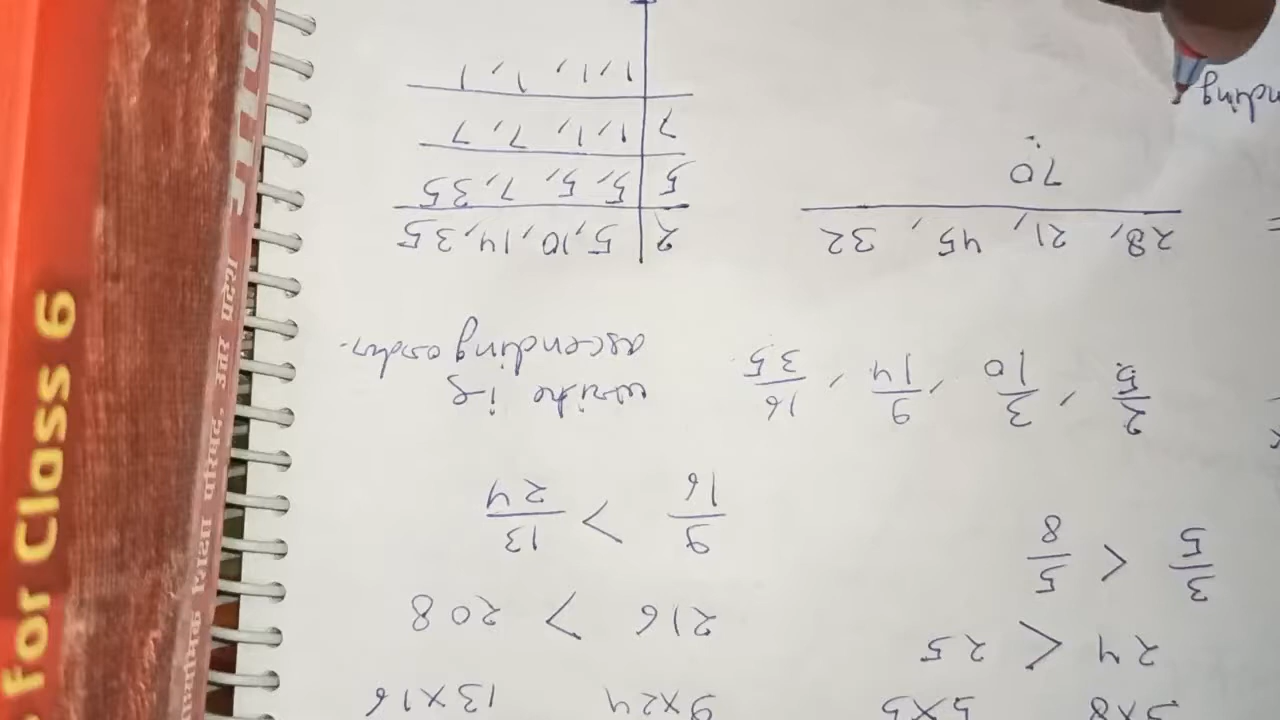 3×8 5×5 9×24 13×16
24 < 25 216 > 208
3/5 < 5/8 9/16 > 13/24
2/5, 3/10, 9/14, 16/35 write is
ascending order.
28, 21, 45, 32
70
2 | 5, 10, 14, 35
5 | 5, 5, 7, 35
7 | 1, 1, 7, 7
1, 1, 1, 1
for Class 6